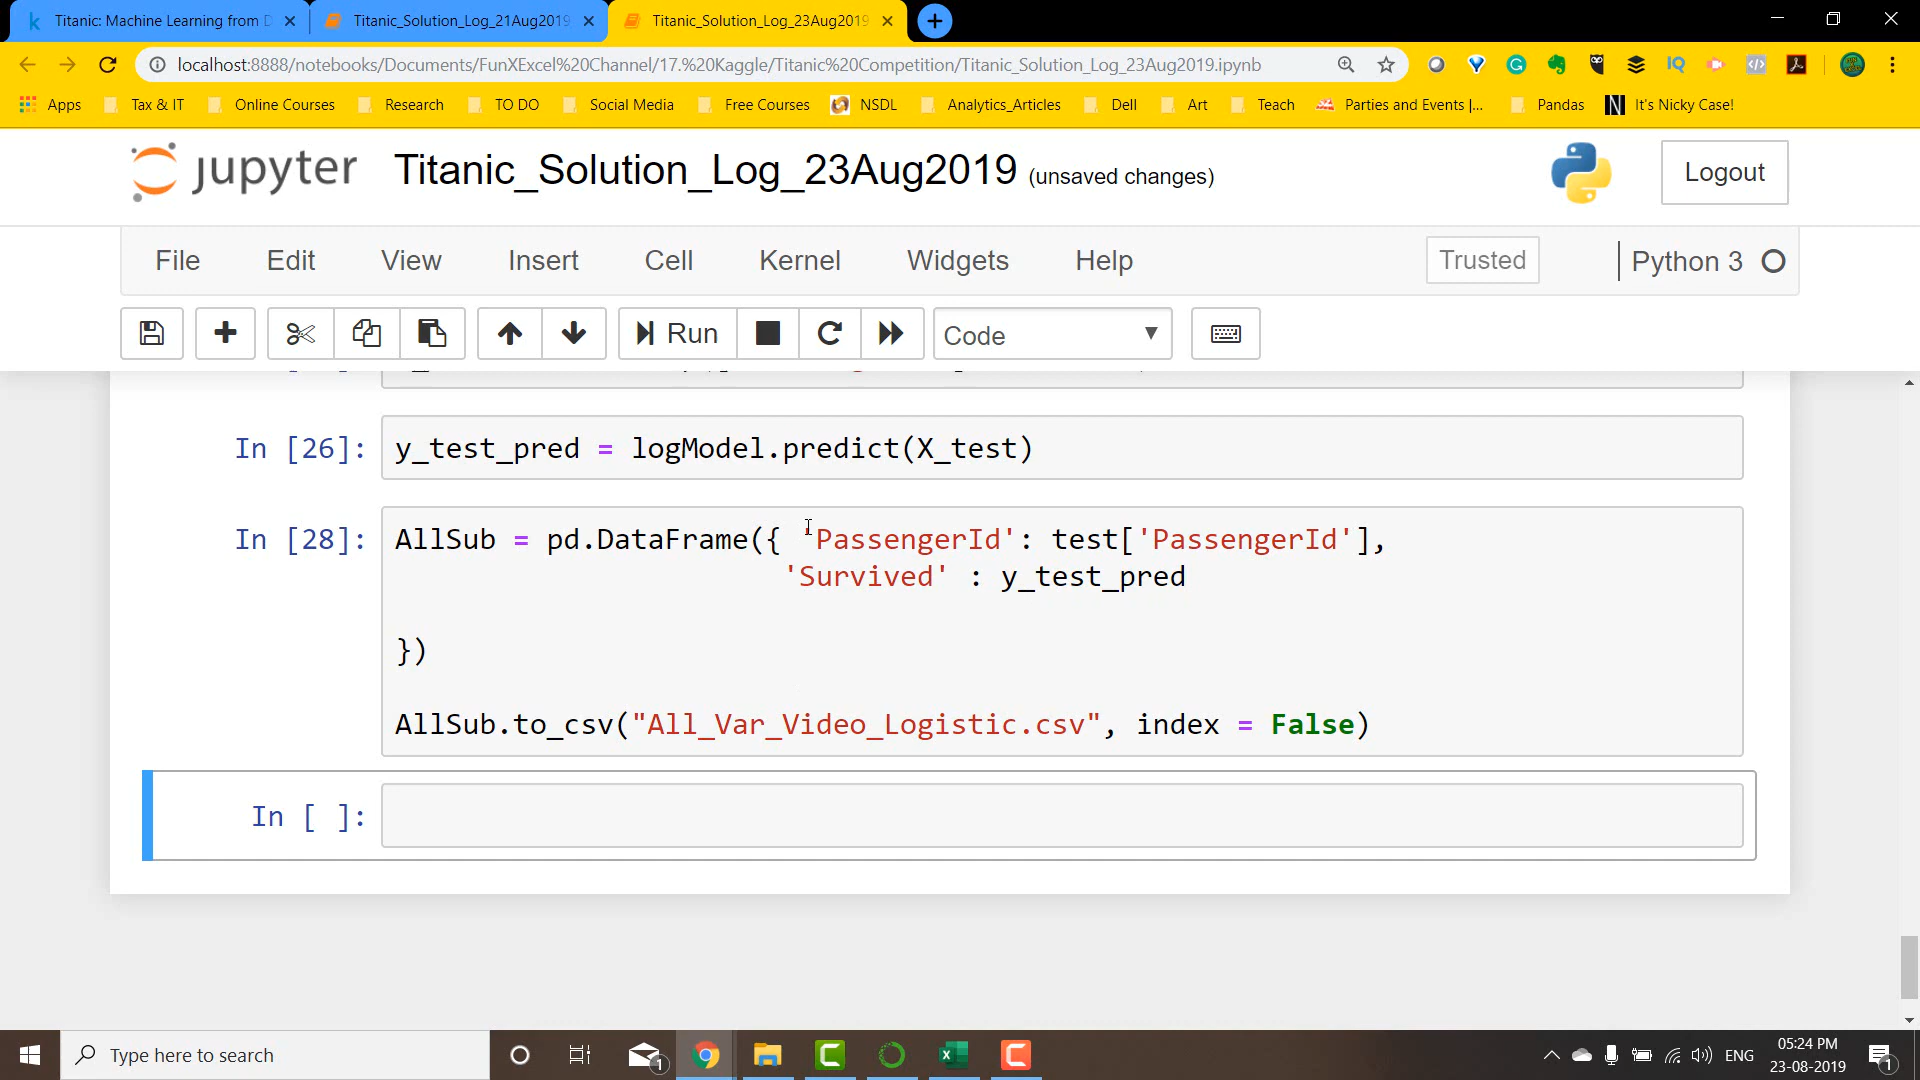 Titanic: Machine Learning from D
Titanic_Solution_Log_21Aug2019
Titanic_Solution_Log_23Aug2019
localhost:8888/notebooks/Documents/FunXExcel%20Channel/17.%20Kaggle/Titanic%20Competition/Titanic_Solution_Log_23Aug2019.ipynb
Apps Tax & IT Online Courses Research TO DO Social Media Free Courses NSDL Analytics_Articles Dell Art Teach Parties and Events |... Pandas It's Nicky Case!
jupyter Titanic_Solution_Log_23Aug2019 (unsaved changes) Logout
File Edit View Insert Cell Kernel Widgets Help Trusted Python 3
Run Code
In [26]: y_test_pred = logModel.predict(X_test)
In [28]: AllSub = pd.DataFrame({ 'PassengerId': test['PassengerId'],
'Survived' : y_test_pred
})
AllSub.to_csv("All_Var_Video_Logistic.csv", index = False)
In [ ]:
Type here to search
ENG
05:24 PM
23-08-2019